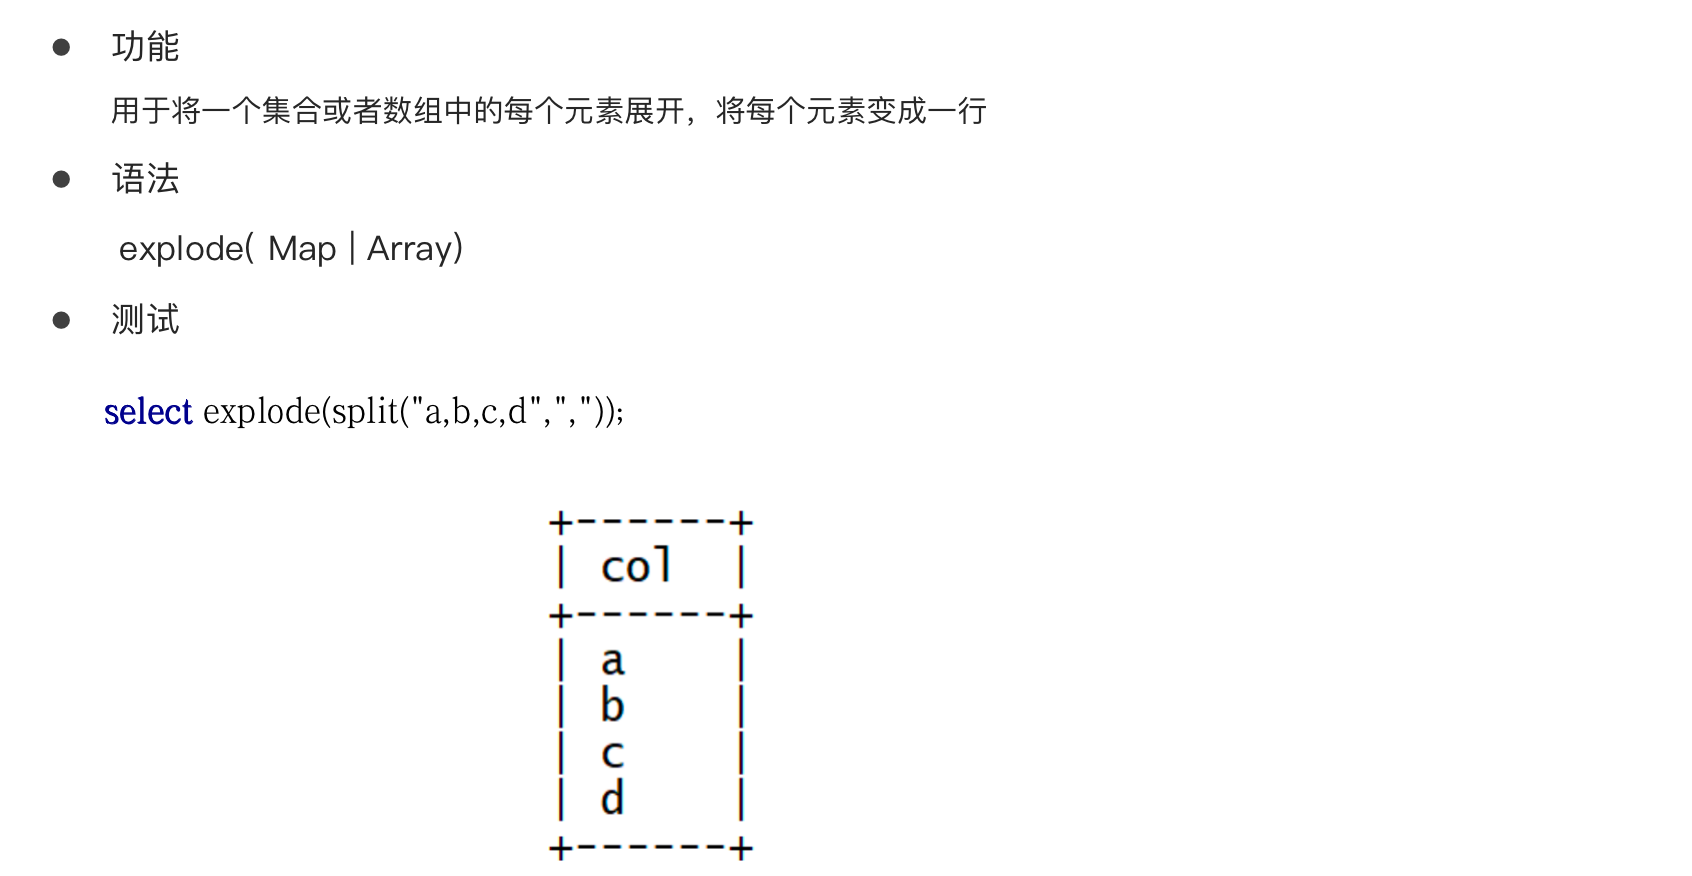 ● 功能
用于将一个集合或者数组中的每个元素展开，将每个元素变成一行
● 语法
explode( Map | Array)
● 测试
select explode(split("a,b,c,d",","));
+------+
| col  |
+------+
| a    |
| b    |
| c    |
| d    |
+------+